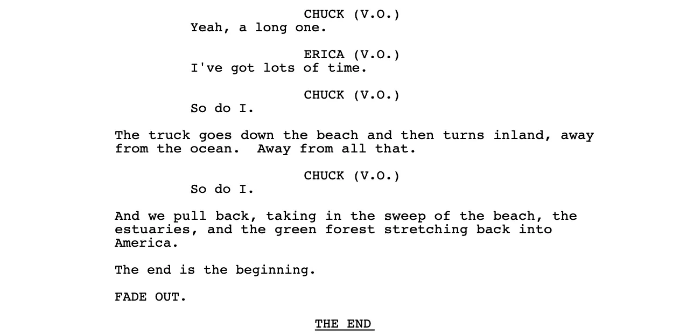 CHUCK (V.O.)
Yeah, a long one.
ERICA (V.O.)
I've got lots of time.
CHUCK (V.O.)
So do I.
The truck goes down the beach and then turns inland, away
from the ocean.  Away from all that.
CHUCK (V.O.)
So do I.
And we pull back, taking in the sweep of the beach, the
estuaries, and the green forest stretching back into
America.
The end is the beginning.
FADE OUT.
THE END